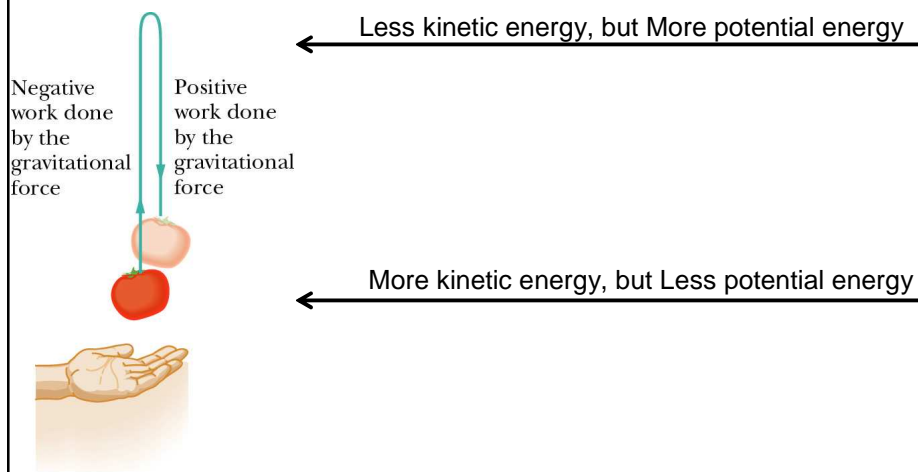 Less kinetic energy, but More potential energy
Negative
work done
by the
gravitational
force
Positive
work done
by the
gravitational
force
More kinetic energy, but Less potential energy